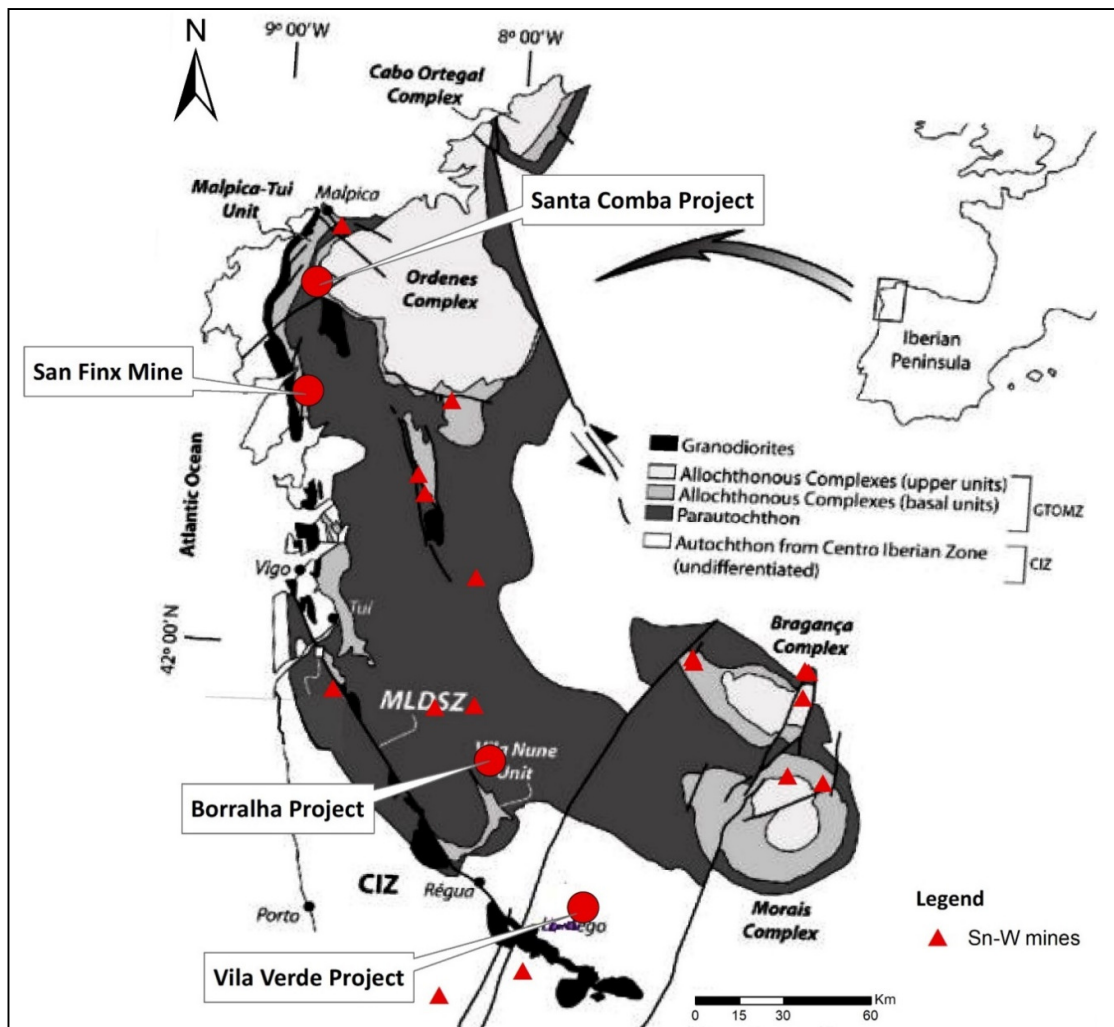 N
9º 00'W
8º 00'W
Cabo Ortegal
Complex
Malpica-Tui
Unit
Malpica
Santa Comba Project
Ordenes
Complex
San Finx Mine
Iberian
Peninsula
Atlantic Ocean
Granodiorites
Allochthonous Complexes (upper units)
Allochthonous Complexes (basal units)
GTOMZ
Parautochthon
Autochthon from Centro Iberian Zone
(undifferentiated)
CIZ
Vigo
Tui
42º 00'N
Bragança
Complex
MLDSZ
Nune
Unit
Borralha Project
CIZ
Régua
Porto
Morais
Complex
Vila Verde Project
Legend
Sn-W mines
Km
0 15 30 60